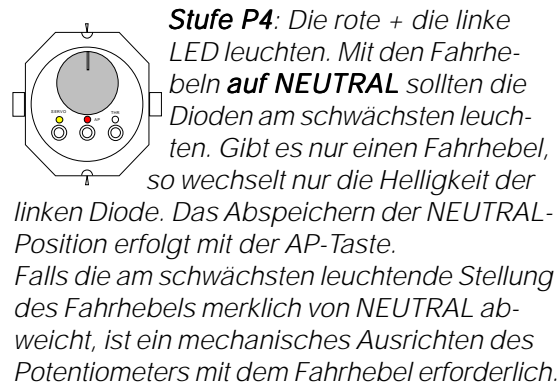 Stufe P4: Die rote + die linke
LED leuchten. Mit den Fahrhe-
beln auf NEUTRAL sollten die
Dioden am schwächsten leuch-
ten. Gibt es nur einen Fahrhebel,
so wechselt nur die Helligkeit der
linken Diode. Das Abspeichern der NEUTRAL-
Position erfolgt mit der AP-Taste.
Falls die am schwächsten leuchtende Stellung
des Fahrhebels merklich von NEUTRAL ab-
weicht, ist ein mechanisches Ausrichten des
Potentiometers mit dem Fahrhebel erforderlich.
SERVO AP THR